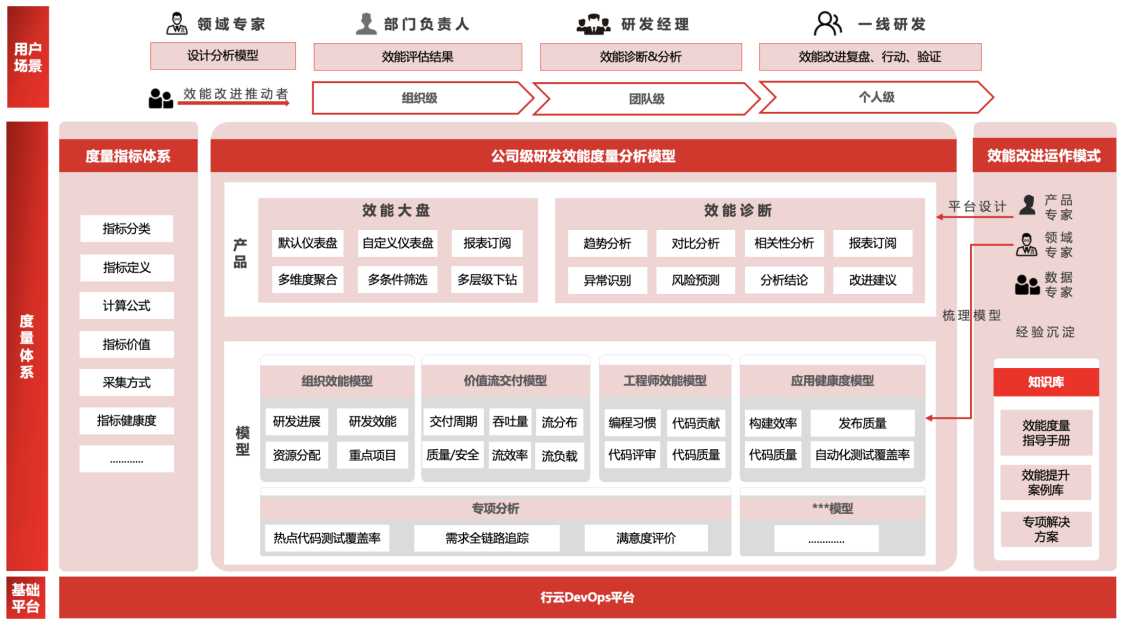 用户
场景
领域专家
部门负责人
研发经理
一线研发
设计分析模型
效能评估结果
效能诊断&分析
效能改进复盘、行动、验证
效能改进推动者
组织级
团队级
个人级
度量体系
度量指标体系
指标分类
指标定义
计算公式
指标价值
采集方式
指标健康度
............
公司级研发效能度量分析模型
产品
效能大盘
默认仪表盘
自定义仪表盘
报表订阅
多维度聚合
多条件筛选
多层级下钻
效能诊断
趋势分析
对比分析
相关性分析
报表订阅
异常识别
风险预测
分析结论
改进建议
模型
组织效能模型
研发进展
研发效能
资源分配
重点项目
价值流交付模型
交付周期
吞吐量
流分布
质量/安全
流效率
流负载
工程师效能模型
编程习惯
代码贡献
代码评审
代码质量
应用健康度模型
构建效率
发布质量
代码质量
自动化测试覆盖率
专项分析
热点代码测试覆盖率
需求全链路追踪
满意度评价
***模型
.............
效能改进运作模式
平台设计
产品
专家
领域
专家
数据
专家
梳理模型
经验沉淀
知识库
效能度量
指导手册
效能提升
案例库
专项解决
方案
基础
平台
行云DevOps平台